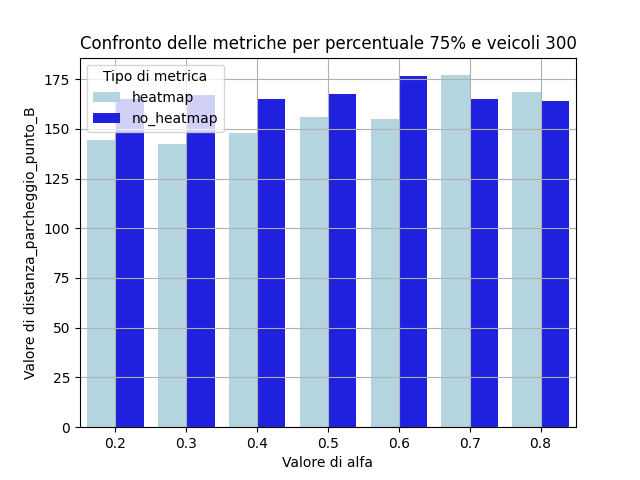 Confronto delle metriche per percentuale 75% e veicoli 300
Tipo di metrica
heatmap
no_heatmap
Valore di distanza_parcheggio_punto_B
175
150
125
100
75
50
25
0
0.2 0.3 0.4 0.5 0.6 0.7 0.8
Valore di alfa